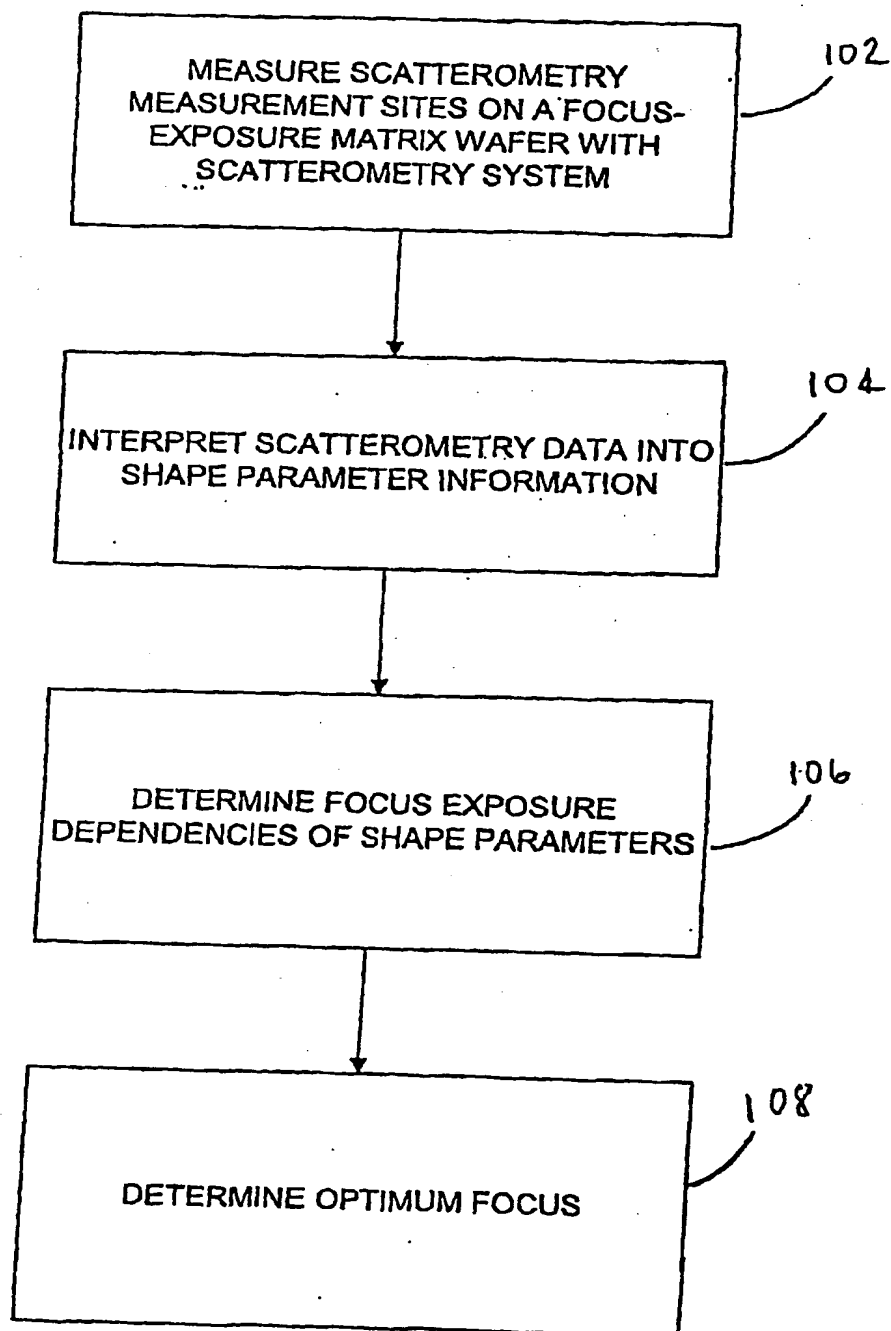 MEASURE SCATTEROMETRY
MEASUREMENT SITES ON A FOCUS-
EXPOSURE MATRIX WAFER WITH
SCATTEROMETRY SYSTEM
102
INTERPRET SCATTEROMETRY DATA INTO
SHAPE PARAMETER INFORMATION
104
DETERMINE FOCUS EXPOSURE
DEPENDENCIES OF SHAPE PARAMETERS
106
DETERMINE OPTIMUM FOCUS
108